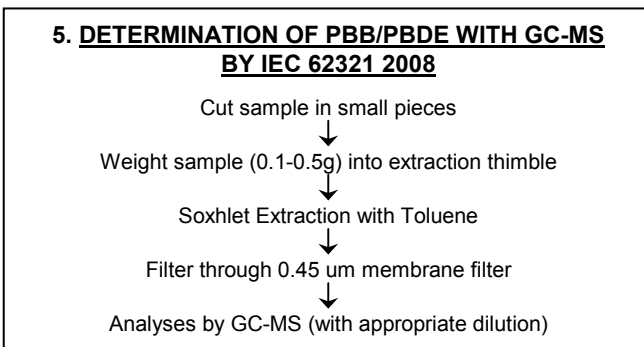 5. DETERMINATION OF PBB/PBDE WITH GC-MS
BY IEC 62321 2008
Cut sample in small pieces
Weight sample (0.1-0.5g) into extraction thimble
Soxhlet Extraction with Toluene
Filter through 0.45 um membrane filter
Analyses by GC-MS (with appropriate dilution)